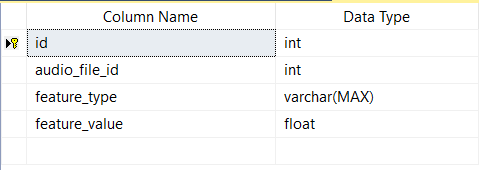 Column Name Data Type
id int
audio_file_id int
feature_type varchar(MAX)
feature_value float